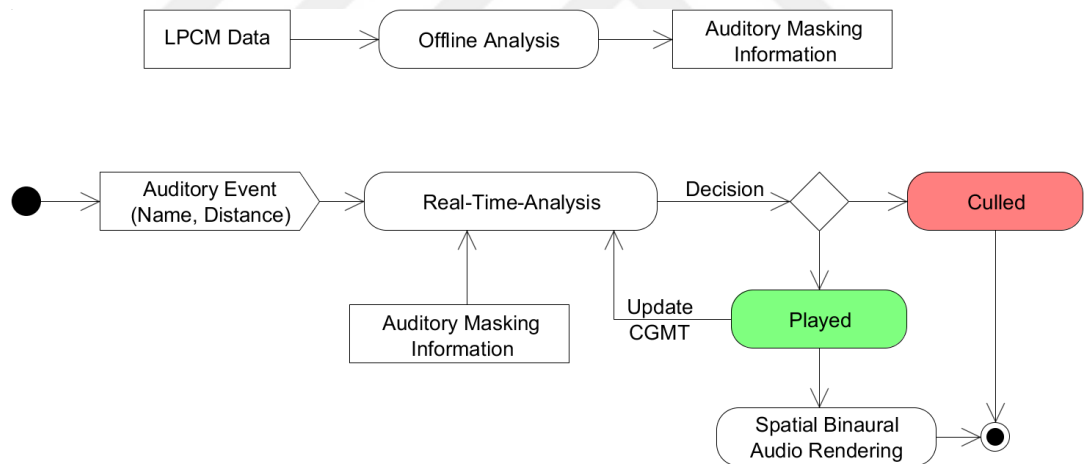 LPCM Data
Offline Analysis
Auditory Masking
Information
Auditory Event
(Name, Distance)
Real-Time-Analysis
Decision
Culled
Auditory Masking
Information
Update
CGMT
Played
Spatial Binaural
Audio Rendering